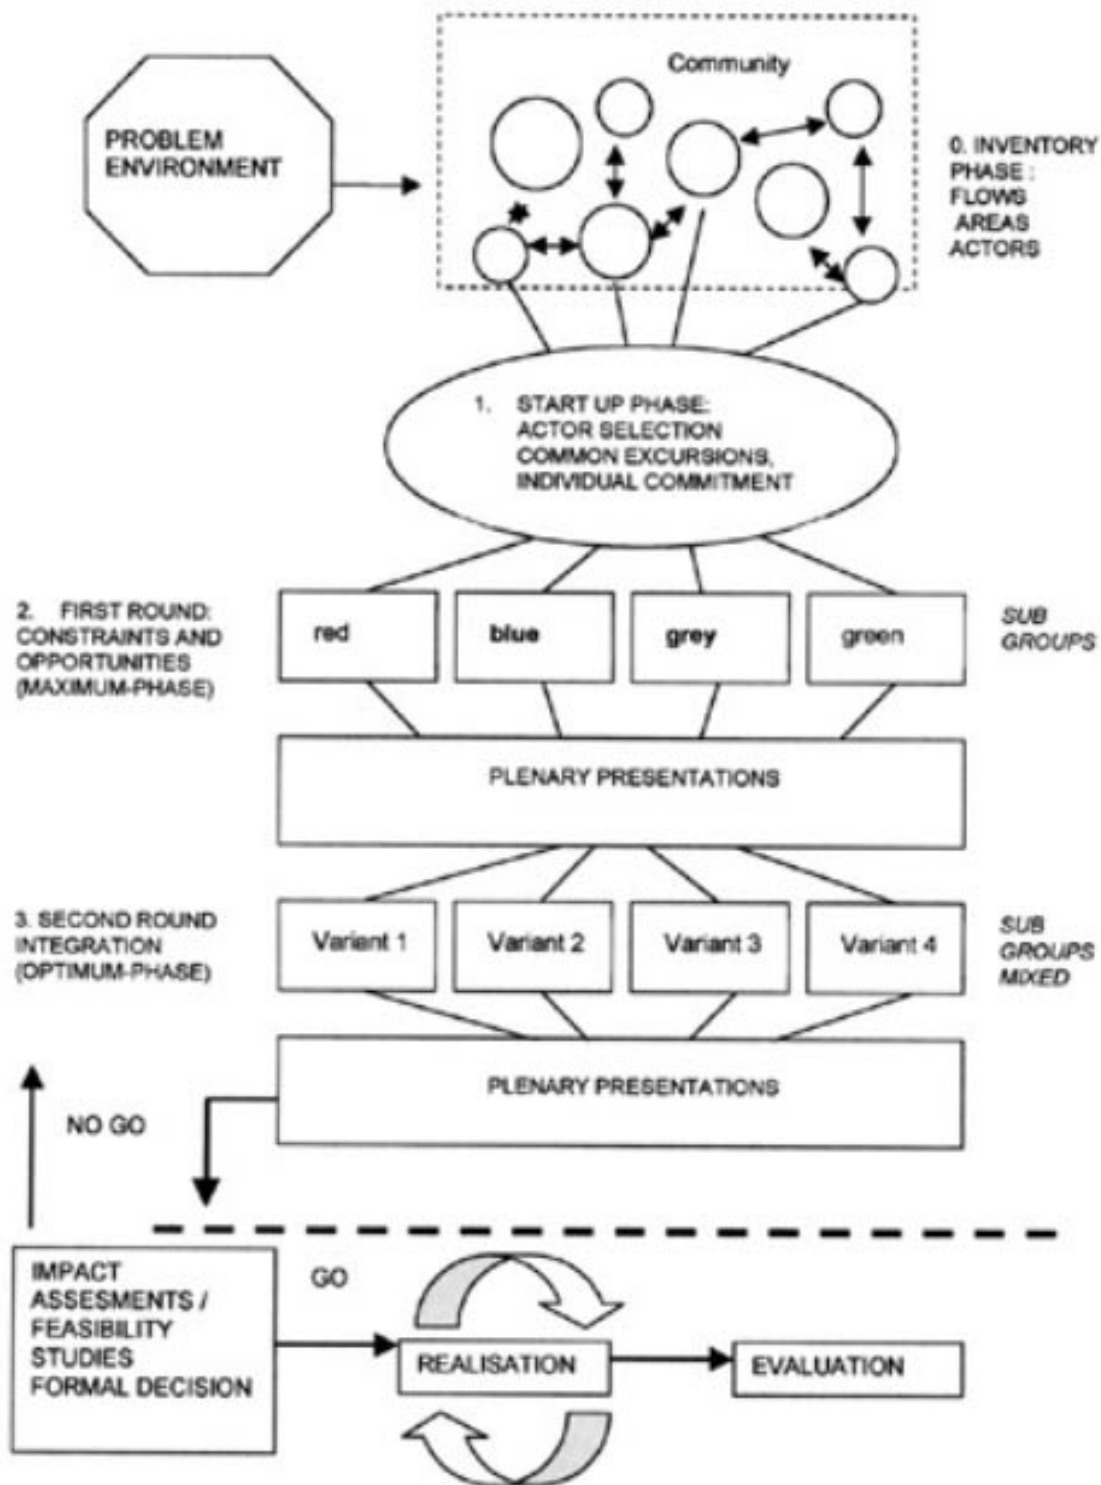 Community
PROBLEM
ENVIRONMENT
0. INVENTORY
PHASE :
FLOWS
AREAS
ACTORS
1. START UP PHASE:
ACTOR SELECTION
COMMON EXCURSIONS,
INDIVIDUAL COMMITMENT
2. FIRST ROUND:
CONSTRAINTS AND
OPPORTUNITIES
(MAXIMUM-PHASE)
red
blue
grey
green
SUB
GROUPS
PLENARY PRESENTATIONS
3. SECOND ROUND
INTEGRATION
(OPTIMUM-PHASE)
Variant 1
Variant 2
Variant 3
Variant 4
SUB
GROUPS
MIXED
PLENARY PRESENTATIONS
NO GO
IMPACT
ASSESMENTS /
FEASIBILITY
STUDIES
FORMAL DECISION
GO
REALISATION
EVALUATION